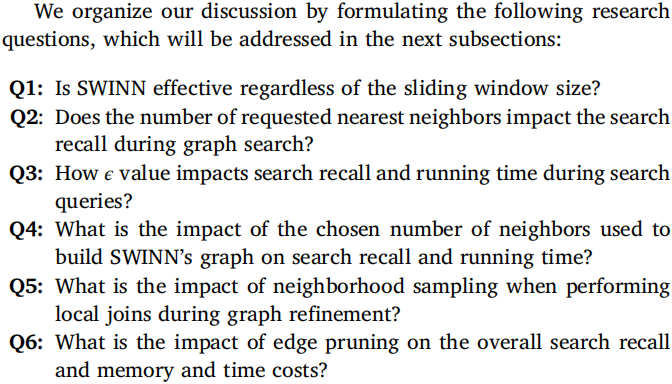 We organize our discussion by formulating the following research
questions, which will be addressed in the next subsections:
Q1: Is SWINN effective regardless of the sliding window size?
Q2: Does the number of requested nearest neighbors impact the search
recall during graph search?
Q3: How ϵ value impacts search recall and running time during search
queries?
Q4: What is the impact of the chosen number of neighbors used to
build SWINN's graph on search recall and running time?
Q5: What is the impact of neighborhood sampling when performing
local joins during graph refinement?
Q6: What is the impact of edge pruning on the overall search recall
and memory and time costs?